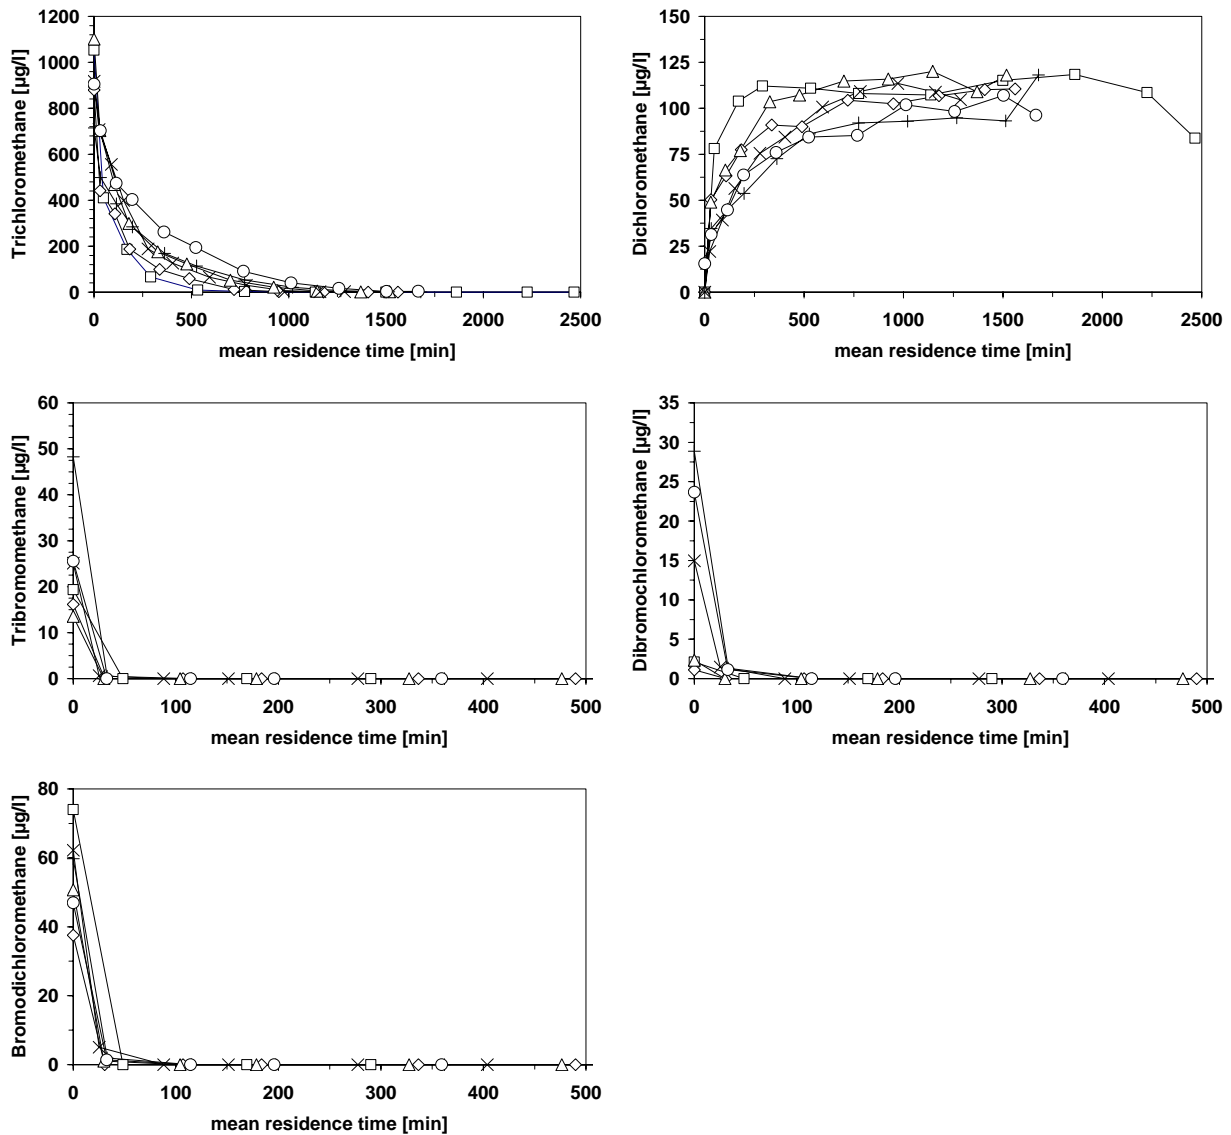 Trichloromethane [µg/l]
1200
1000
800
600
400
200
0
0 500 1000 1500 2000 2500
mean residence time [min]
Dichloromethane [µg/l]
150
125
100
75
50
25
0
0 500 1000 1500 2000 2500
mean residence time [min]
Tribromomethane [µg/l]
60
50
40
30
20
10
0
0 100 200 300 400 500
mean residence time [min]
Dibromochloromethane [µg/l]
35
30
25
20
15
10
5
0
0 100 200 300 400 500
mean residence time [min]
Bromodichloromethane [µg/l]
80
60
40
20
0
0 100 200 300 400 500
mean residence time [min]